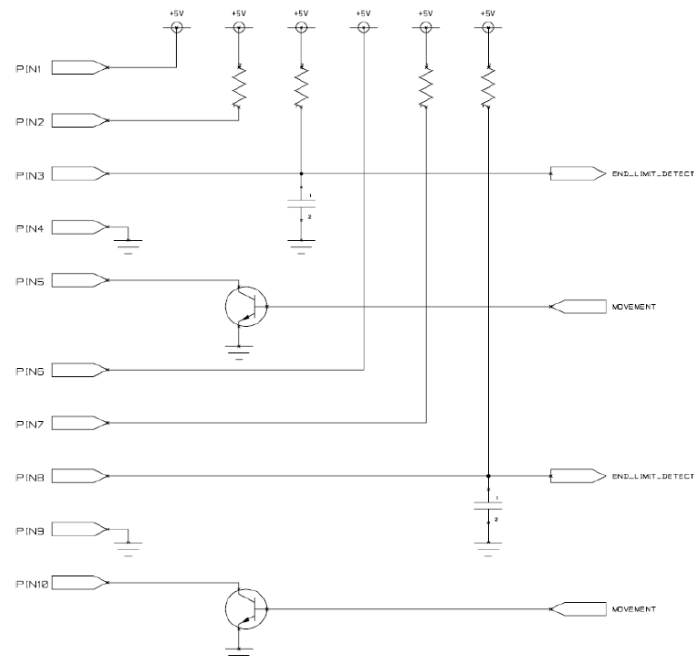 +5V +5V +5V +5V +5V +5V
PIN1
PIN2
PIN3 END_LIMIT_DETECT
1
2
PIN4
PIN5
MOVEMENT
PIN6
PIN7
PIN8 END_LIMIT_DETECT
1
2
PIN9
PIN10
MOVEMENT